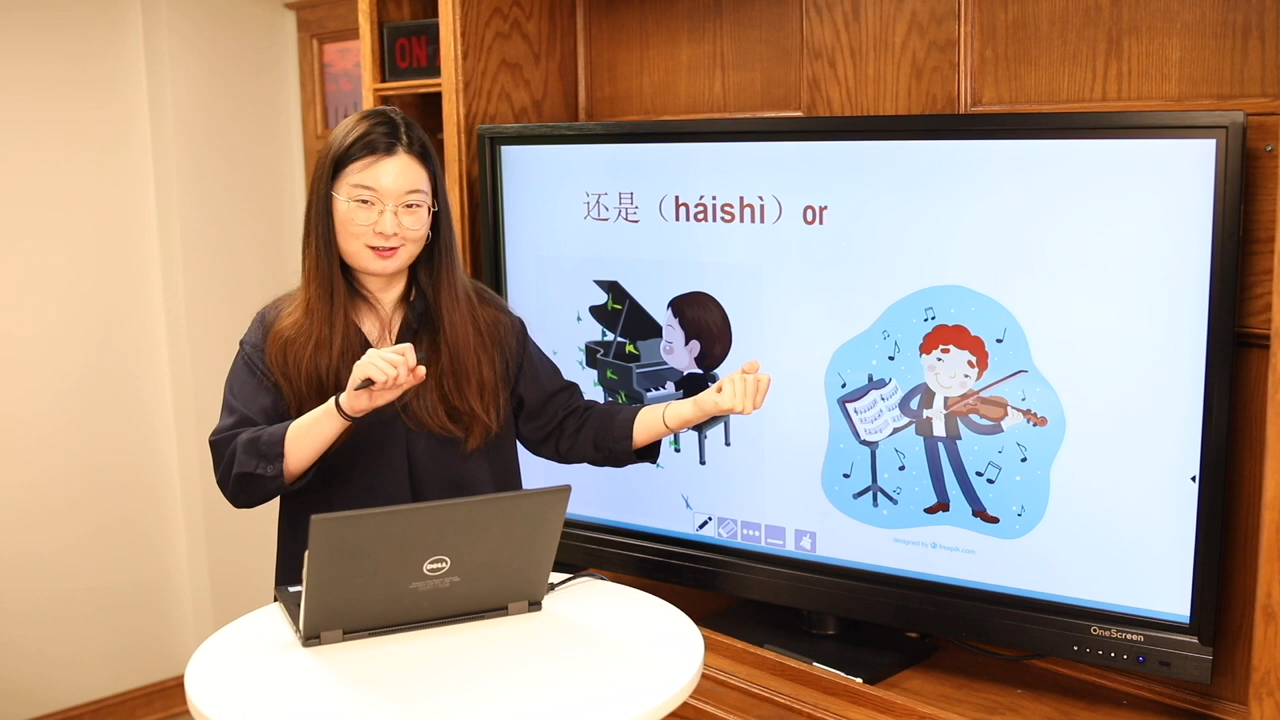 ON
还是（háishì）or
DELL
designed by freepik.com
OneScreen